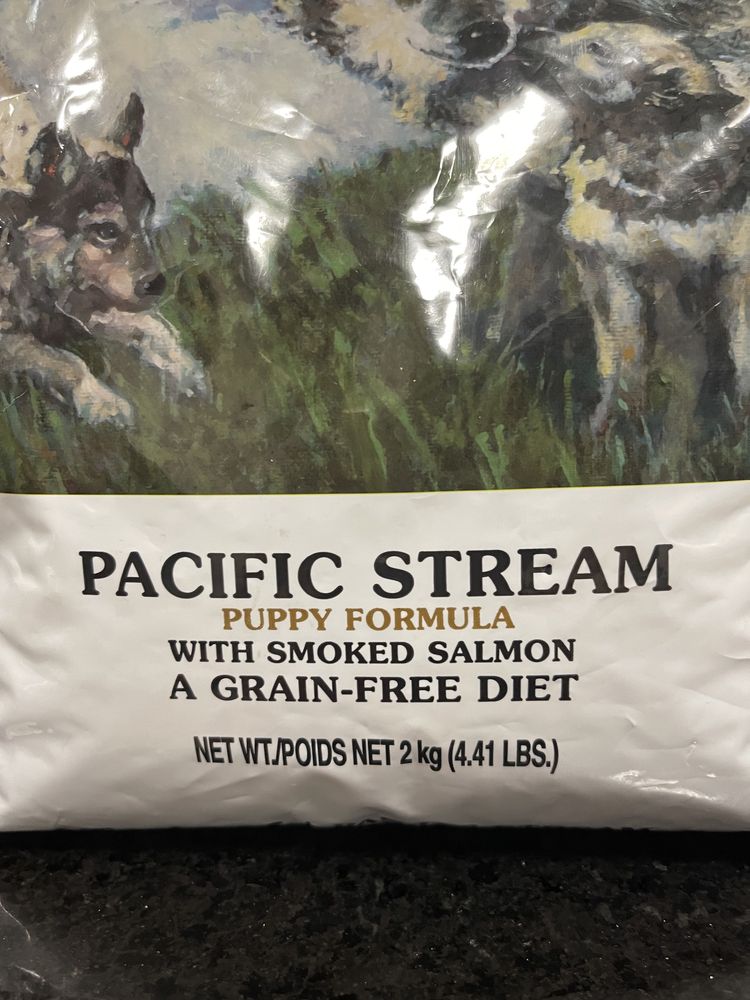 PACIFIC STREAM
PUPPY FORMULA
WITH SMOKED SALMON
A GRAIN-FREE DIET
NET WT./POIDS NET 2 kg (4.41 LBS.)